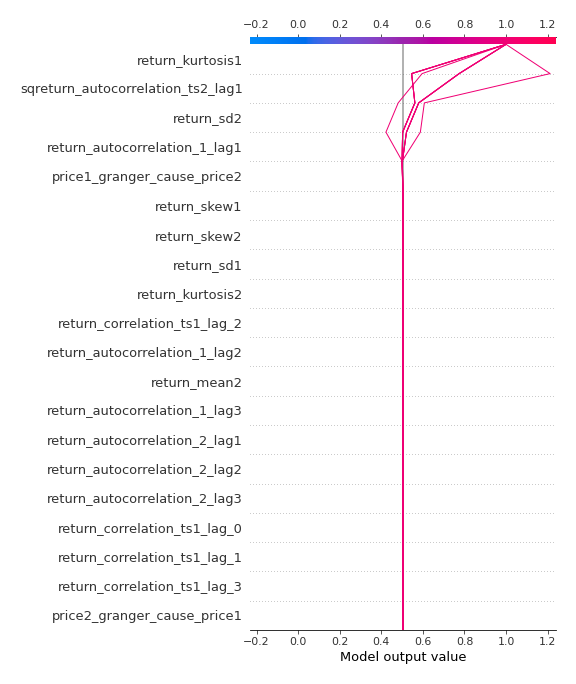 −0.2 0.0 0.2 0.4 0.6 0.8 1.0 1.2
return_kurtosis1
sqreturn_autocorrelation_ts2_lag1
return_sd2
return_autocorrelation_1_lag1
price1_granger_cause_price2
return_skew1
return_skew2
return_sd1
return_kurtosis2
return_correlation_ts1_lag_2
return_autocorrelation_1_lag2
return_mean2
return_autocorrelation_1_lag3
return_autocorrelation_2_lag1
return_autocorrelation_2_lag2
return_autocorrelation_2_lag3
return_correlation_ts1_lag_0
return_correlation_ts1_lag_1
return_correlation_ts1_lag_3
price2_granger_cause_price1
−0.2 0.0 0.2 0.4 0.6 0.8 1.0 1.2
Model output value